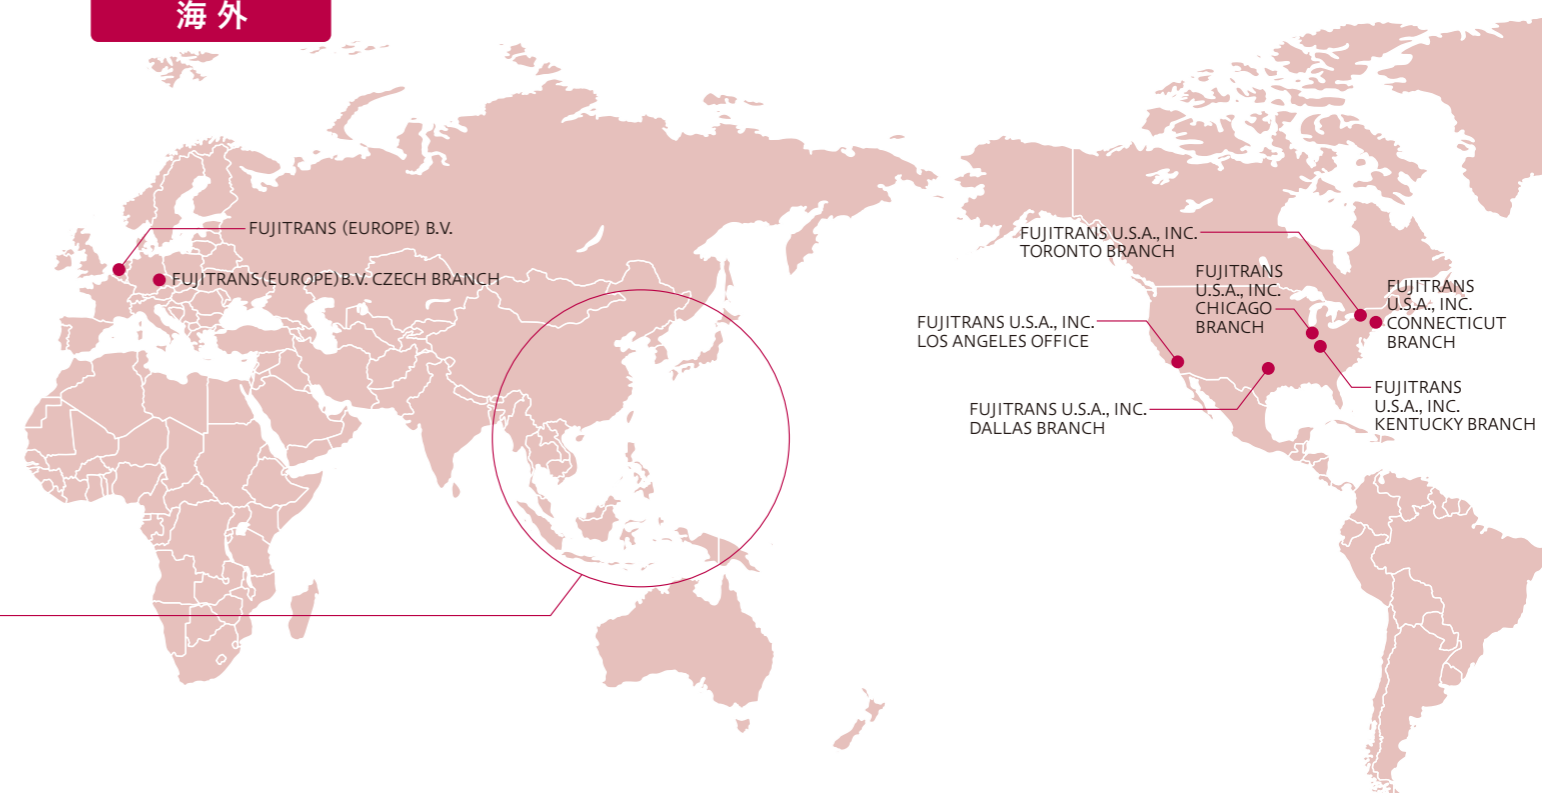 海外
FUJITRANS (EUROPE) B.V.
FUJITRANS(EUROPE)B.V. CZECH BRANCH
FUJITRANS U.S.A., INC.
TORONTO BRANCH
FUJITRANS
U.S.A., INC.
CHICAGO
BRANCH
FUJITRANS
U.S.A., INC.
CONNECTICUT
BRANCH
FUJITRANS U.S.A., INC.
LOS ANGELES OFFICE
FUJITRANS U.S.A., INC.
DALLAS BRANCH
FUJITRANS
U.S.A., INC.
KENTUCKY BRANCH